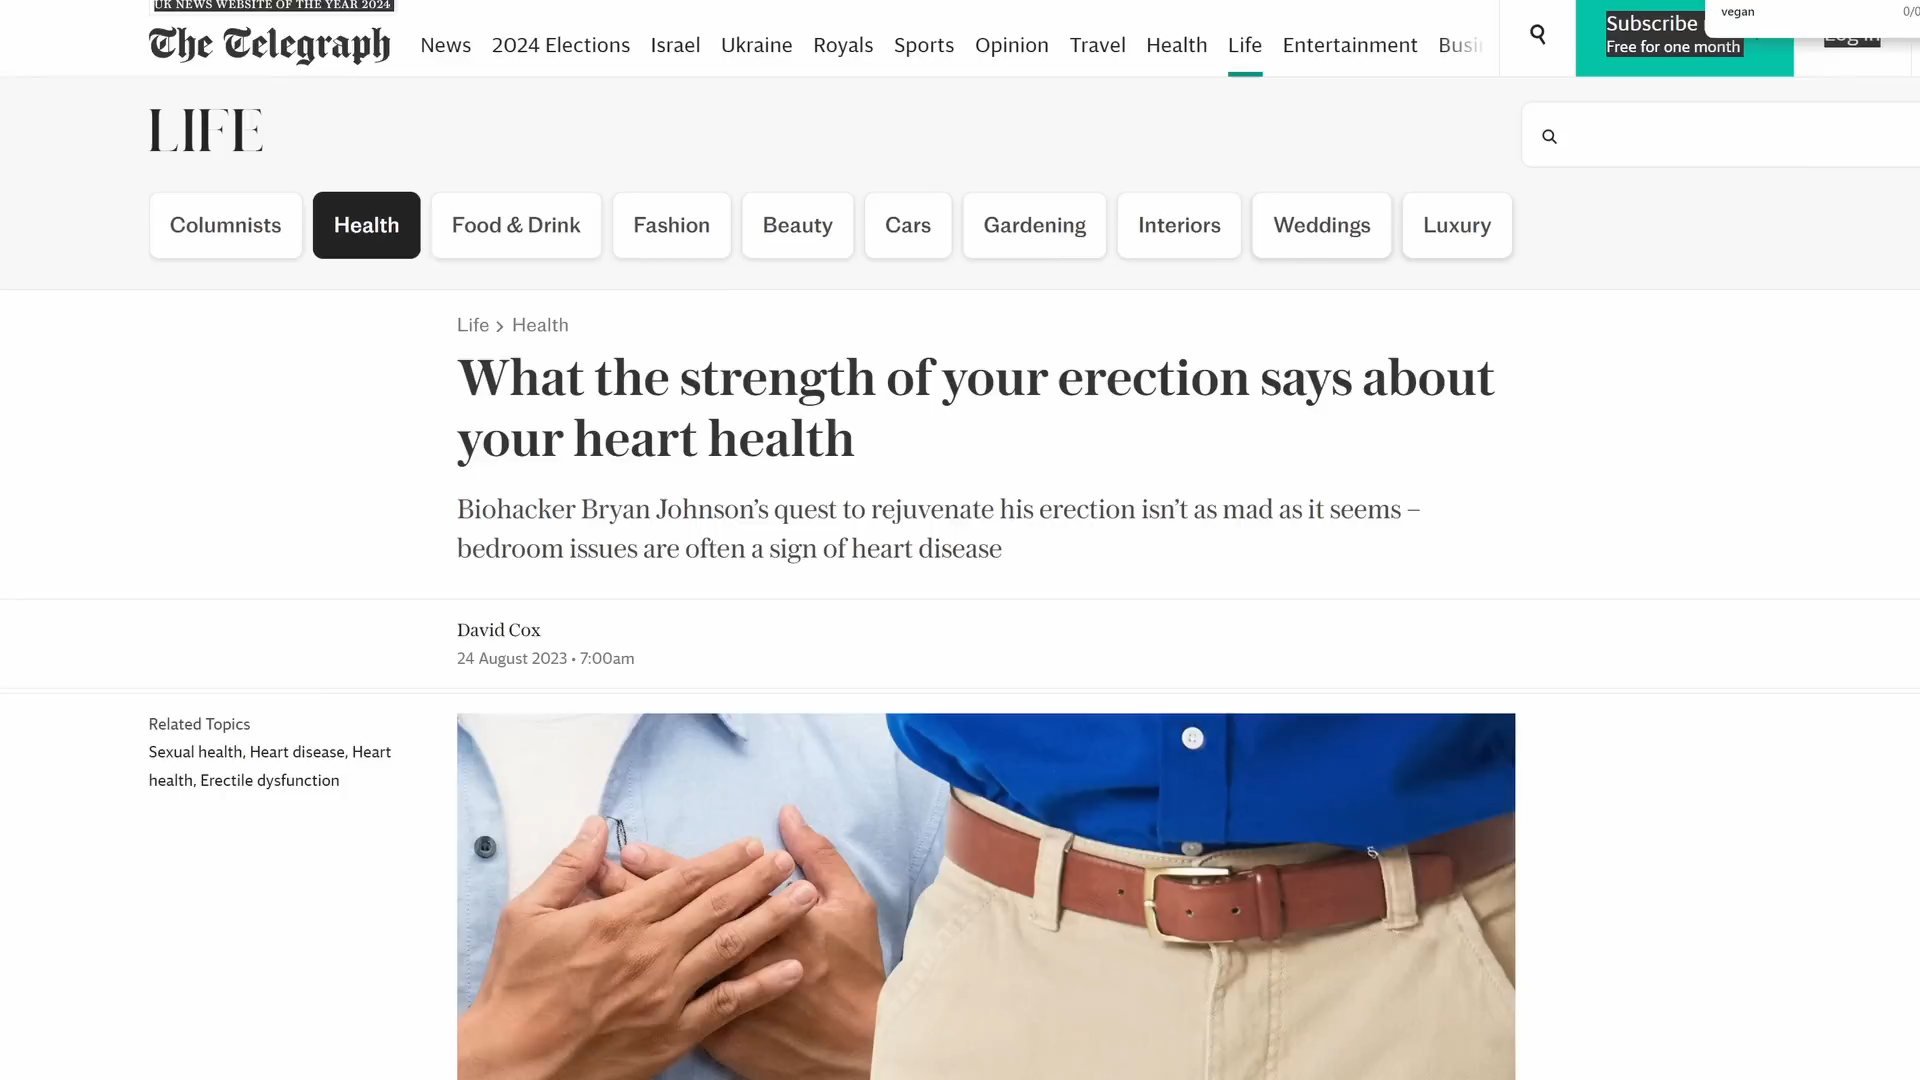 UK NEWS WEBSITE OF THE YEAR 2024
The Telegraph
News 2024 Elections Israel Ukraine Royals Sports Opinion Travel Health Life Entertainment Busi
Subscribe
Free for one month
vegan 0/0
Log in
LIFE
Columnists Health Food & Drink Fashion Beauty Cars Gardening Interiors Weddings Luxury
Life > Health
What the strength of your erection says about
your heart health
Biohacker Bryan Johnson’s quest to rejuvenate his erection isn’t as mad as it seems –
bedroom issues are often a sign of heart disease
David Cox
24 August 2023 • 7:00am
Related Topics
Sexual health, Heart disease, Heart
health, Erectile dysfunction